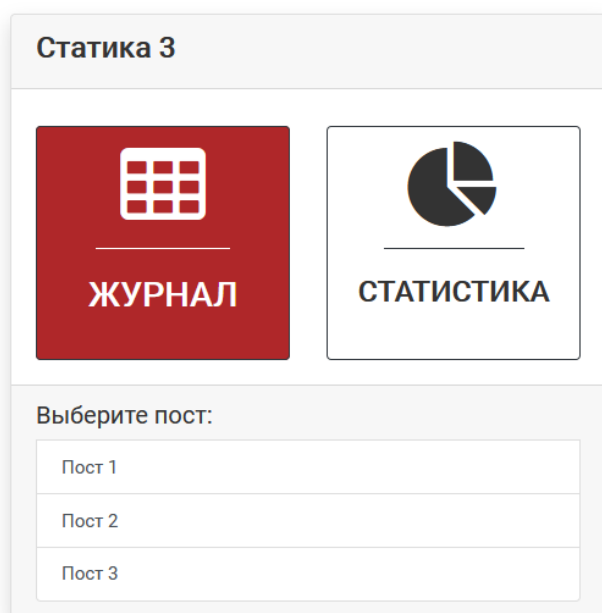 Статика 3
ЖУРНАЛ
СТАТИСТИКА
Выберите пост:
Пост 1
Пост 2
Пост 3